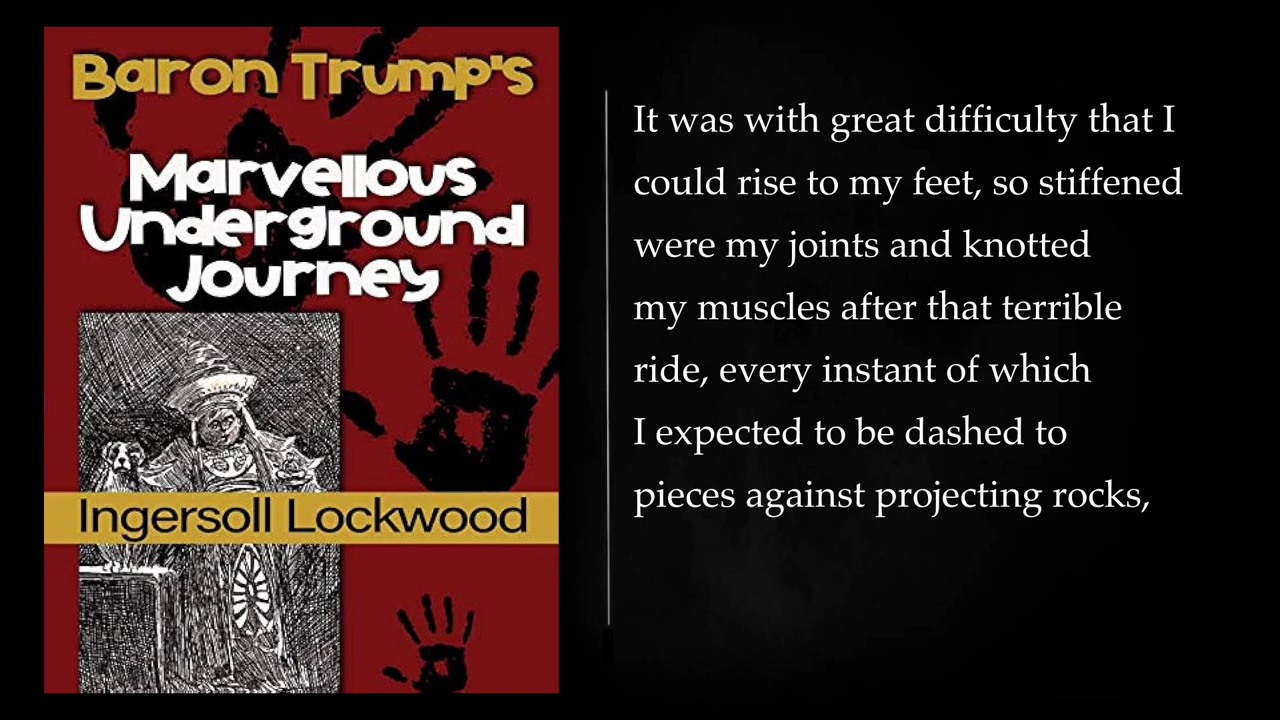 Baron Trump's
Marvellous
Underground
Journey
Ingersoll Lockwood
It was with great difficulty that I
could rise to my feet, so stiffened
were my joints and knotted
my muscles after that terrible
ride, every instant of which
I expected to be dashed to
pieces against projecting rocks,